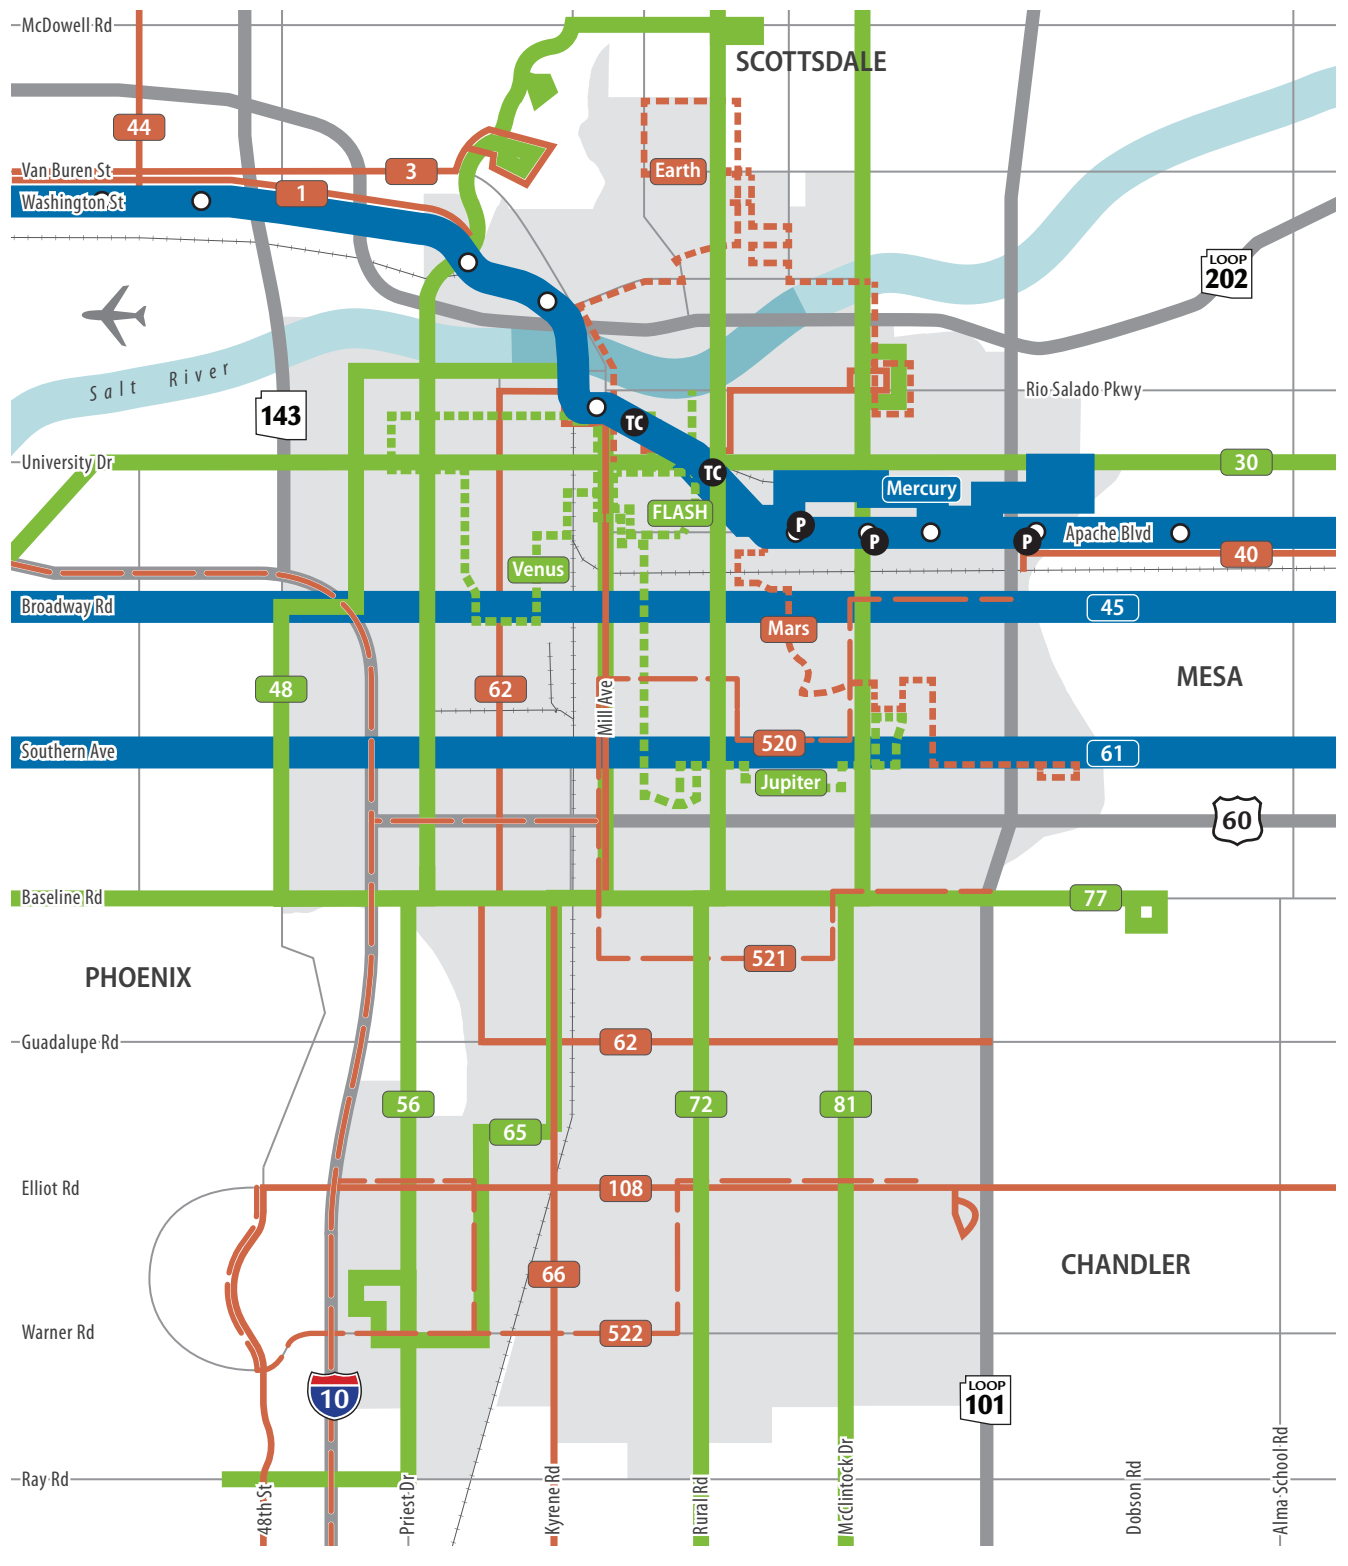 McDowell Rd
SCOTTSDALE
44
Van Buren St
3
Earth
1
Washington St
LOOP
202
Salt River
Rio Salado Pkwy
143
TC
University Dr
30
TC
Mercury
FLASH
P
P
P
Apache Blvd
40
Venus
Broadway Rd
45
Mars
MESA
48
62
Mill Ave
520
Southern Ave
61
Jupiter
60
Baseline Rd
77
521
PHOENIX
Guadalupe Rd
62
56
72
81
65
Elliot Rd
108
CHANDLER
66
Warner Rd
522
10
LOOP
101
Ray Rd
48th St
Priest Dr
Kyrene Rd
Rural Rd
McClintock Dr
Dobson Rd
Alma School Rd